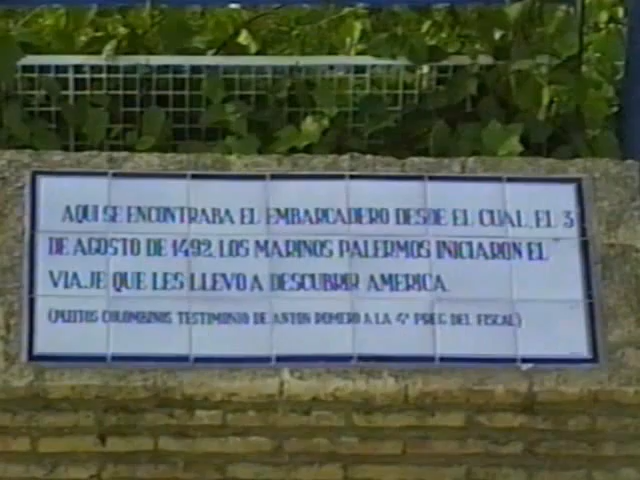 AQUI SE ENCONTRABA EL EMBARCADERO DESDE EL CUAL, EL 3
DE AGOSTO DE 1492, LOS MARINOS PALERMOS INICIARON EL
VIAJE QUE LES LLEVO A DESCUBRIR AMERICA.
(PLEITOS COLOMBINOS TESTIMONIO DE ANTON ROMERO A LA 4ª PREG. DEL FISCAL)